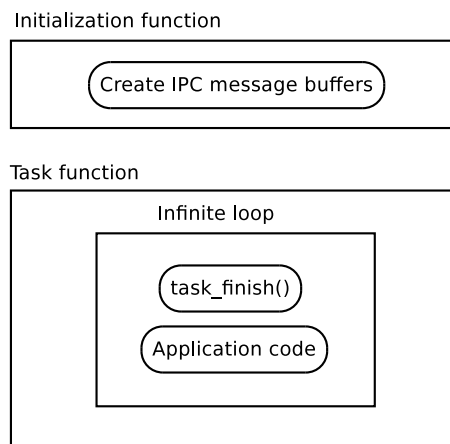 Initialization function
Create IPC message buffers
Task function
Infinite loop
task_finish()
Application code